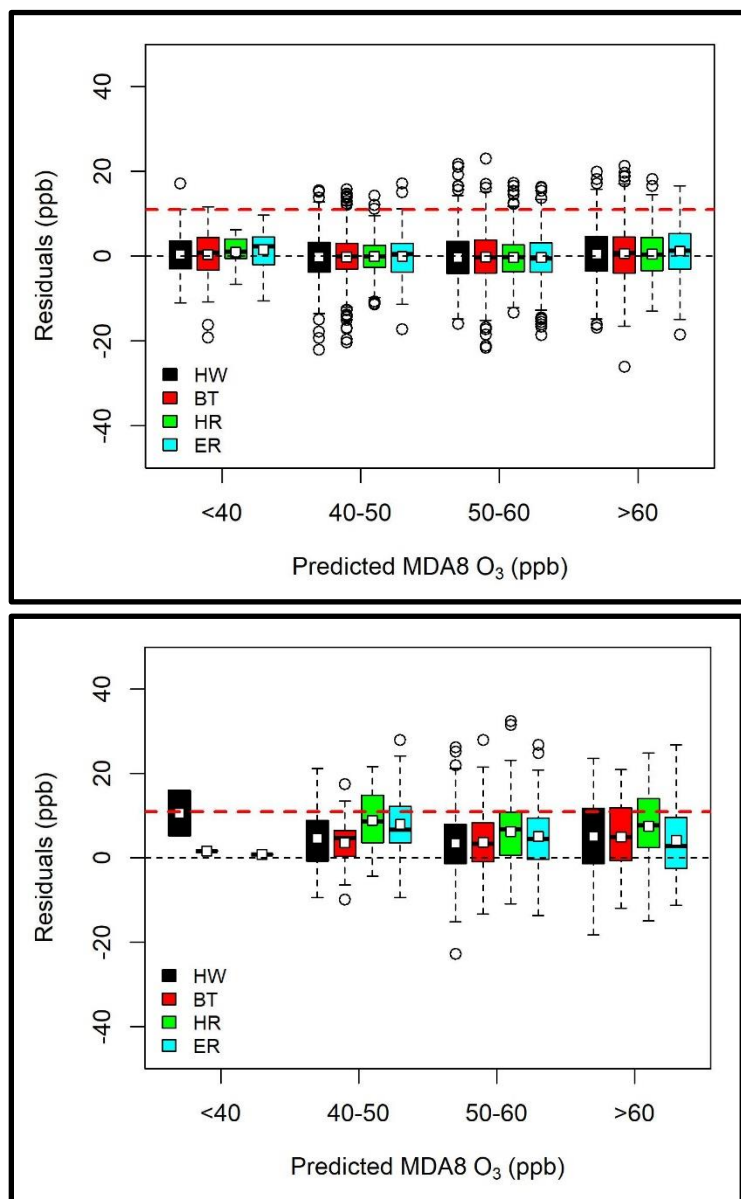 40
20
0
-20
-40
Residuals (ppb)
HW
BT
HR
ER
<40 40-50 50-60 >60
Predicted MDA8 O₃ (ppb)
40
20
0
-20
-40
Residuals (ppb)
HW
BT
HR
ER
<40 40-50 50-60 >60
Predicted MDA8 O₃ (ppb)